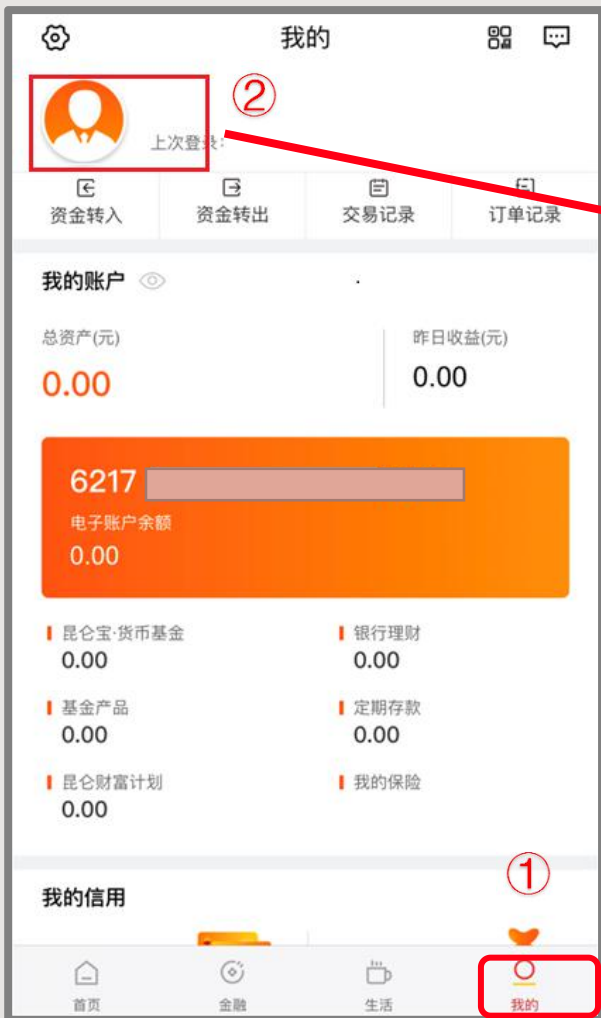 我的
②
上次登录:
资金转入 资金转出 交易记录 订单记录
我的账户
总资产(元) 昨日收益(元)
0.00 0.00
6217
电子账户余额
0.00
昆仑宝·货币基金 银行理财
0.00 0.00
基金产品 定期存款
0.00 0.00
昆仑财富计划 我的保险
0.00
①
我的信用
首页 金融 生活 我的